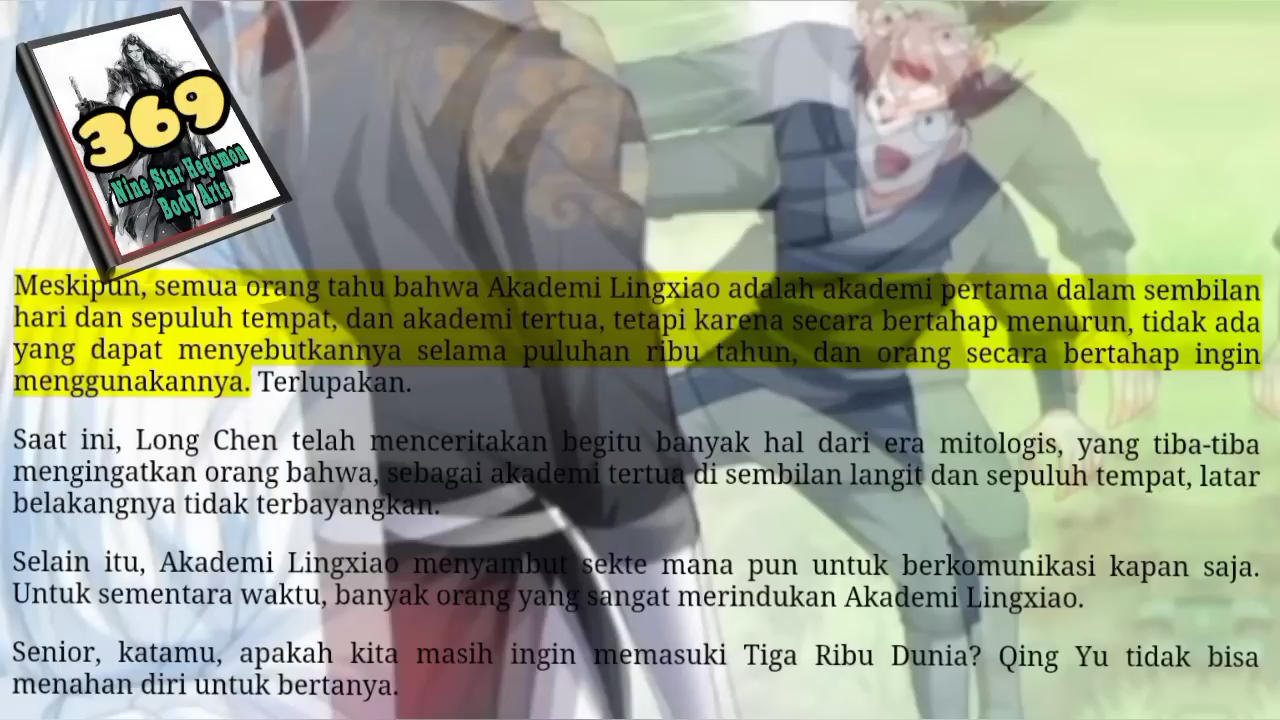 369
Nine Star Hegemon
Body Arts
Meskipun, semua orang tahu bahwa Akademi Lingxiao adalah akademi pertama dalam sembilan
hari dan sepuluh tempat, dan akademi tertua, tetapi karena secara bertahap menurun, tidak ada
yang dapat menyebutkannya selama puluhan ribu tahun, dan orang secara bertahap ingin
menggunakannya. Terlupakan.
Saat ini, Long Chen telah menceritakan begitu banyak hal dari era mitologis, yang tiba-tiba
mengingatkan orang bahwa, sebagai akademi tertua di sembilan langit dan sepuluh tempat, latar
belakangnya tidak terbayangkan.
Selain itu, Akademi Lingxiao menyambut sekte mana pun untuk berkomunikasi kapan saja.
Untuk sementara waktu, banyak orang yang sangat merindukan Akademi Lingxiao.
Senior, katamu, apakah kita masih ingin memasuki Tiga Ribu Dunia? Qing Yu tidak bisa
menahan diri untuk bertanya.